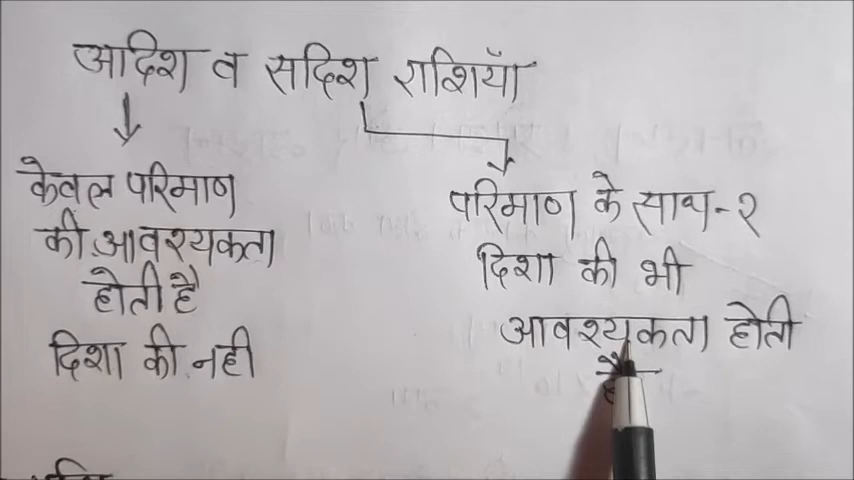 आदिश व सदिश राशियाँ
केवल परिमाण
की आवश्यकता
होती है
दिशा की नही
परिमाण के साथ-२
दिशा की भी
आवश्यकता होती
है